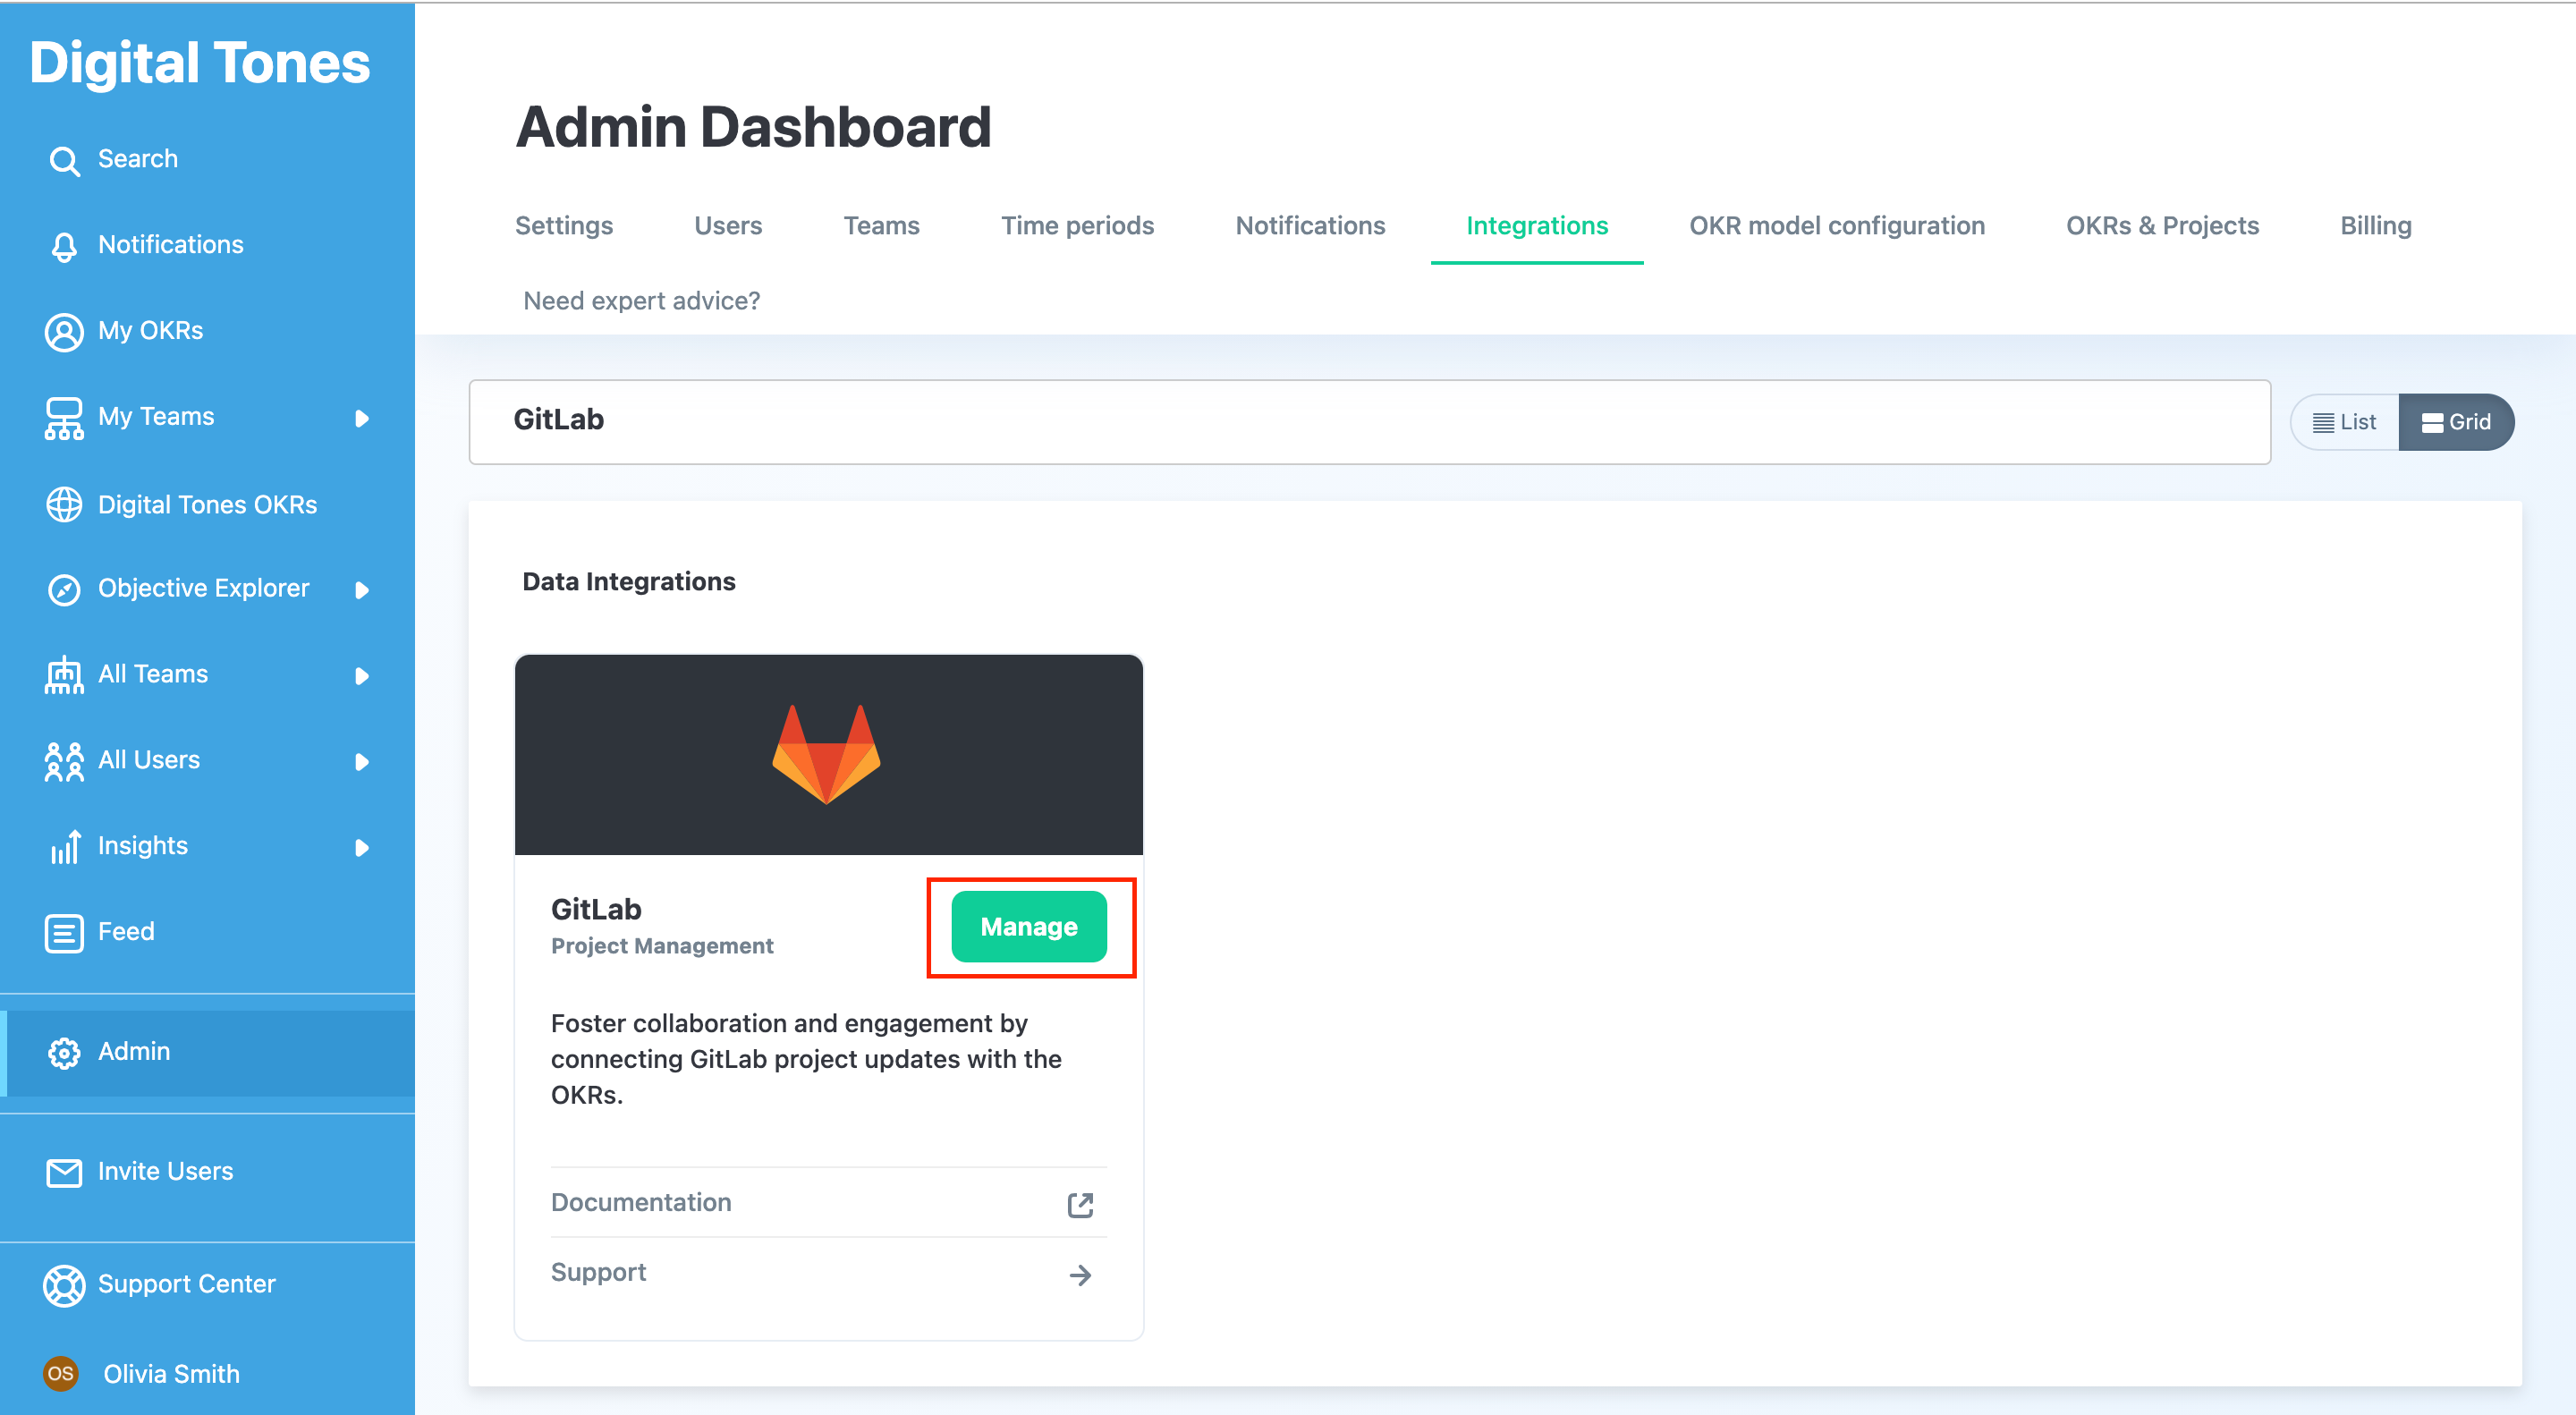 Digital Tones
Search
Notifications
My OKRs
My Teams
Digital Tones OKRs
Objective Explorer
All Teams
All Users
Insights
Feed
Admin
Invite Users
Support Center
OS Olivia Smith
Admin Dashboard
Settings Users Teams Time periods Notifications Integrations OKR model configuration OKRs & Projects Billing
Need expert advice?
GitLab
List Grid
Data Integrations
GitLab
Project Management
Manage
Foster collaboration and engagement by
connecting GitLab project updates with the
OKRs.
Documentation
Support